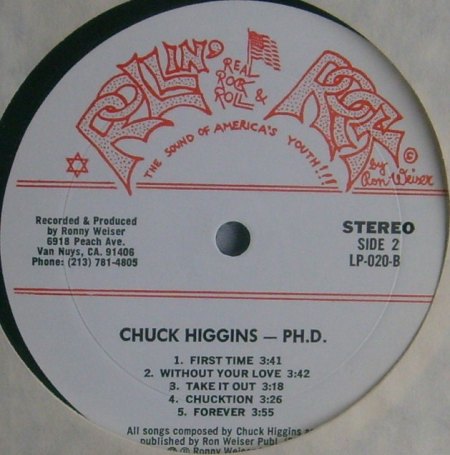 ROLLIN' ROCK
REAL
ROCK &
ROLL
THE SOUND OF AMERICA'S YOUTH!!!
by ©
Ron Weiser
Recorded & Produced
by Ronny Weiser
6918 Peach Ave.
Van Nuys, CA. 91406
Phone: (213) 781-4805
STEREO
SIDE 2
LP-020-B
CHUCK HIGGINS — PH.D.
1. FIRST TIME 3:41
2. WITHOUT YOUR LOVE 3:42
3. TAKE IT OUT 3:18
4. CHUCKTION 3:26
5. FOREVER 3:55
All songs composed by Chuck Higgins
published by Ron Weiser Publ.
Ronny Weiser